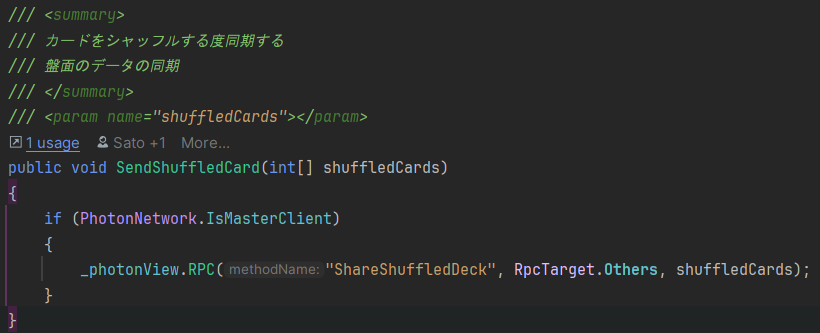 /// <summary>
/// カードをシャッフルする度同期する
/// 盤面のデータの同期
/// </summary>
/// <param name="shuffledCards"></param>
1 usage Sato +1 More...
public void SendShuffledCard(int[] shuffledCards)
{
if (PhotonNetwork.IsMasterClient)
{
_photonView.RPC(methodName:"ShareShuffledDeck", RpcTarget.Others, shuffledCards);
}
}